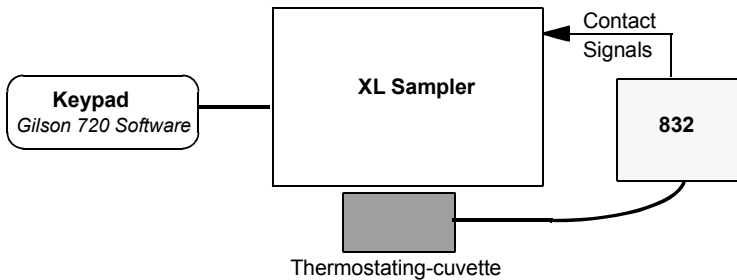 Contact
Signals
XL Sampler
Keypad
Gilson 720 Software
832
Thermostating-cuvette